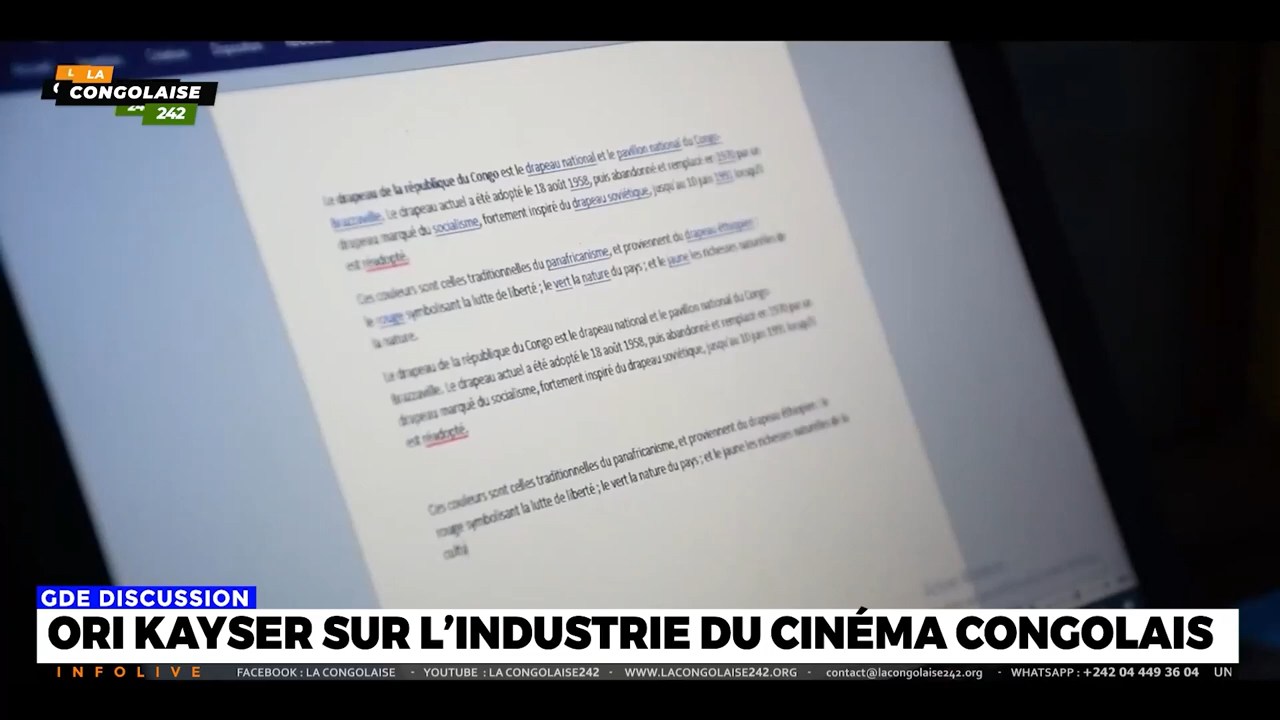 L LA
CONGOLAISE
24 242
Le drapeau de la république du Congo est le drapeau national et le pavillon national du Congo-
Brazzaville. Le drapeau actuel a été adopté le 18 août 1958, puis abandonné et remplacé en 1970 par un
drapeau marqué du socialisme, fortement inspiré du drapeau soviétique, jusqu'au 10 juin 1991 lorsqu'il
est réadopté.
Ces couleurs sont celles traditionnelles du panafricanisme, et proviennent du drapeau éthiopien :
le rouge symbolisant la lutte de liberté ; le vert la nature du pays ; et le jaune les richesses naturelles de
la nature.
Le drapeau de la république du Congo est le drapeau national et le pavillon national du Congo
Brazzaville. Le drapeau actuel a été adopté le 18 août 1958, puis abandonné et remplacé en 1970 par un
drapeau marqué du socialisme, fortement inspiré du drapeau soviétique, jusqu'au 10 juin 1991 lorsqu'il
est réadopté.
Ces couleurs sont celles traditionnelles du panafricanisme, et proviennent du drapeau éthiopien : le
rouge symbolisant la lutte de liberté ; le vert la nature du pays ; et le jaune les richesses naturelles de la
GDE DISCUSSION
ORI KAYSER SUR L'INDUSTRIE DU CINÉMA CONGOLAIS
INFOLIVE FACEBOOK : LA CONGOLAISE - YOUTUBE : LA CONGOLAISE242 - WWW.LACONGOLAISE242.ORG - contact@lacongolaise242.org - WHATSAPP : +242 04 449 36 04 UN